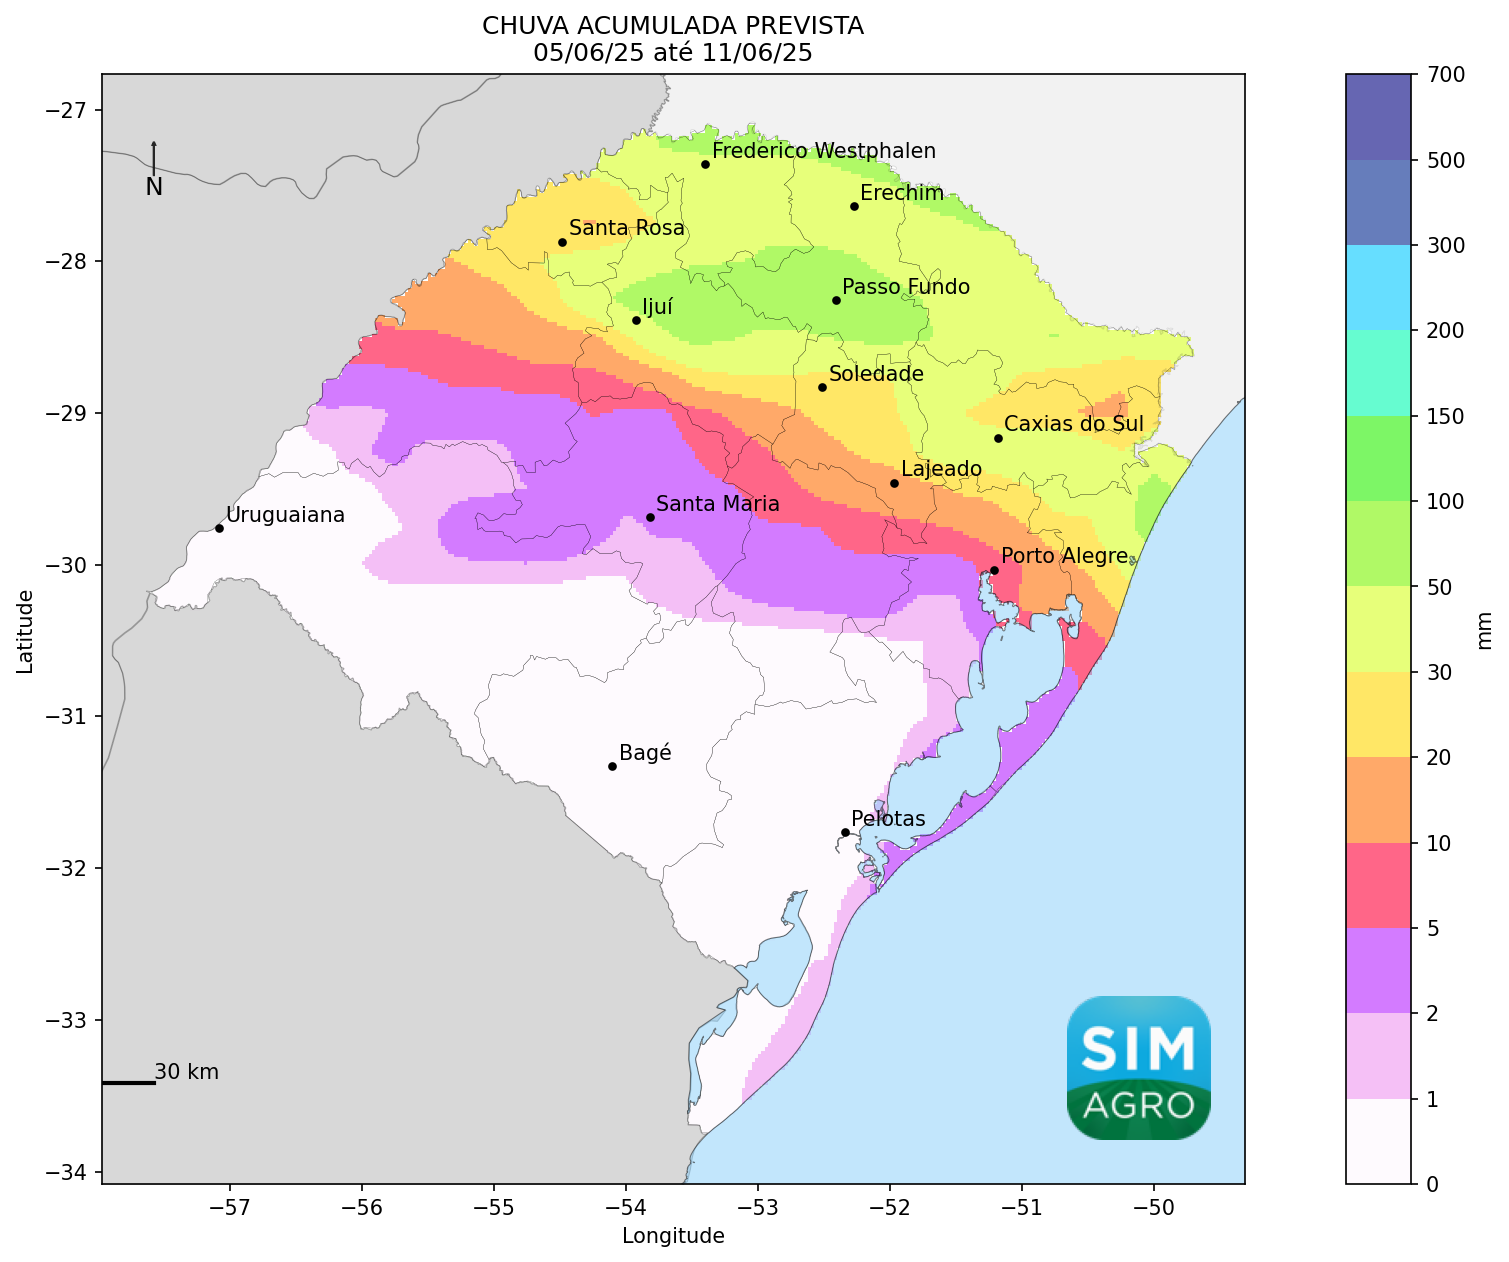 CHUVA ACUMULADA PREVISTA
05/06/25 até 11/06/25
−27
−28
−29
−30
−31
−32
−33
−34
Latitude
N
Frederico Westphalen
Erechim
Santa Rosa
Passo Fundo
Ijuí
Soledade
Caxias do Sul
Lajeado
Santa Maria
Uruguaiana
Porto Alegre
Bagé
Pelotas
30 km
SIM
AGRO
−57
−56
−55
−54
−53
−52
−51
−50
Longitude
700
500
300
200
150
100
50
30
20
10
5
2
1
0
mm